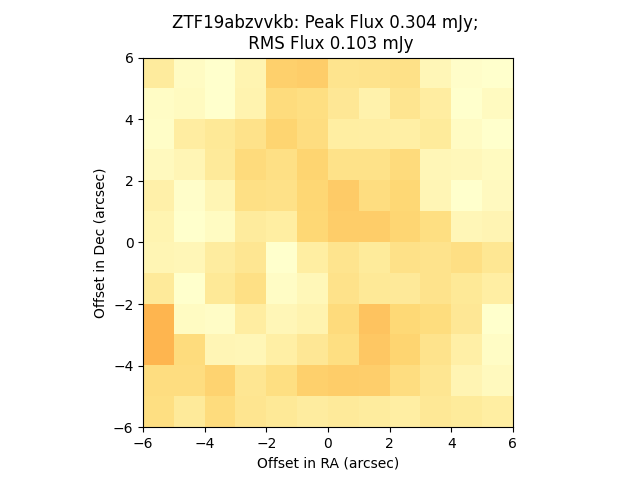 ZTF19abzvvkb: Peak Flux 0.304 mJy;
RMS Flux 0.103 mJy
6
4
2
0
−2
−4
−6
Offset in Dec (arcsec)
−6 −4 −2 0 2 4 6
Offset in RA (arcsec)